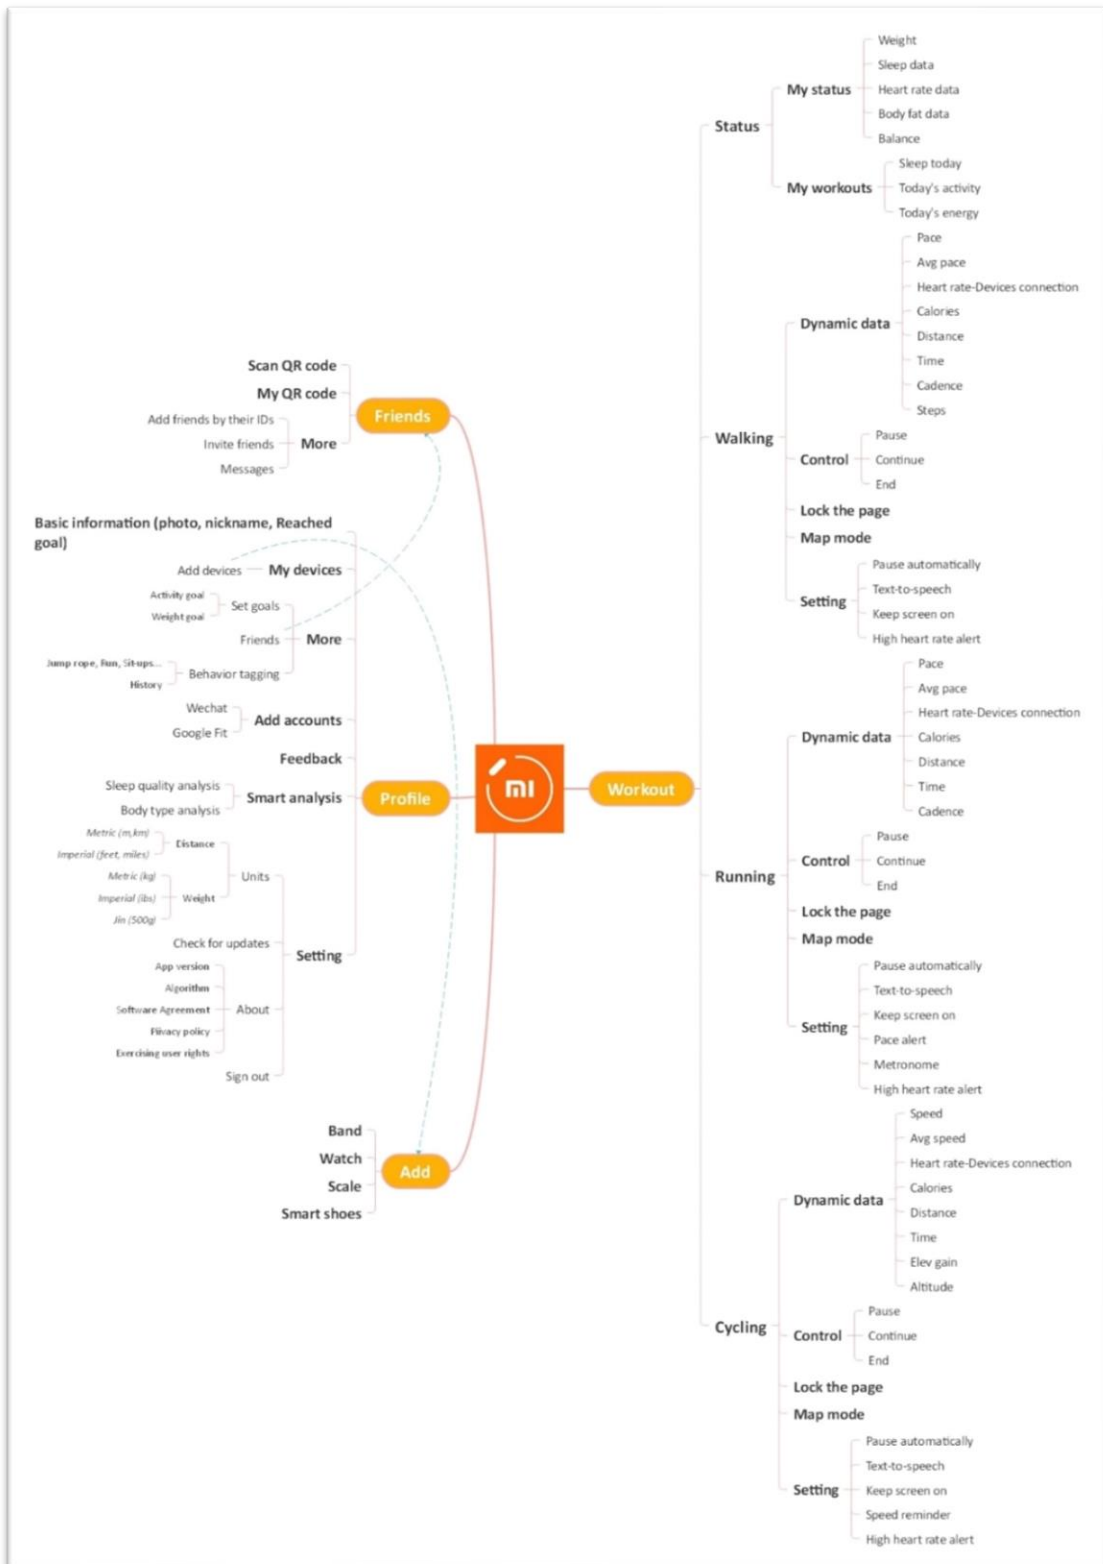 Friends
Scan QR code
My QR code
More
Add friends by their IDs
Invite friends
Messages
Profile
Basic information (photo, nickname, Reached
goal)
My devices
Add devices
More
Set goals
Activity goal
Weight goal
Friends
Behavior tagging
Jump rope, Run, Sit-ups...
History
Add accounts
Wechat
Google Fit
Feedback
Smart analysis
Sleep quality analysis
Body type analysis
Setting
Units
Distance
Metric (m,km)
Imperial (feet, miles)
Weight
Metric (kg)
Imperial (lbs)
Jin (500g)
Check for updates
About
App version
Algorithm
Software Agreement
Privacy policy
Exercising user rights
Sign out
Add
Band
Watch
Scale
Smart shoes
mi
Workout
Status
My status
Weight
Sleep data
Heart rate data
Body fat data
Balance
My workouts
Sleep today
Today's activity
Today's energy
Walking
Dynamic data
Pace
Avg pace
Heart rate-Devices connection
Calories
Distance
Time
Cadence
Steps
Control
Pause
Continue
End
Lock the page
Map mode
Setting
Pause automatically
Text-to-speech
Keep screen on
High heart rate alert
Running
Dynamic data
Pace
Avg pace
Heart rate-Devices connection
Calories
Distance
Time
Cadence
Control
Pause
Continue
End
Lock the page
Map mode
Setting
Pause automatically
Text-to-speech
Keep screen on
Pace alert
Metronome
High heart rate alert
Cycling
Dynamic data
Speed
Avg speed
Heart rate-Devices connection
Calories
Distance
Time
Elev gain
Altitude
Control
Pause
Continue
End
Lock the page
Map mode
Setting
Pause automatically
Text-to-speech
Keep screen on
Speed reminder
High heart rate alert